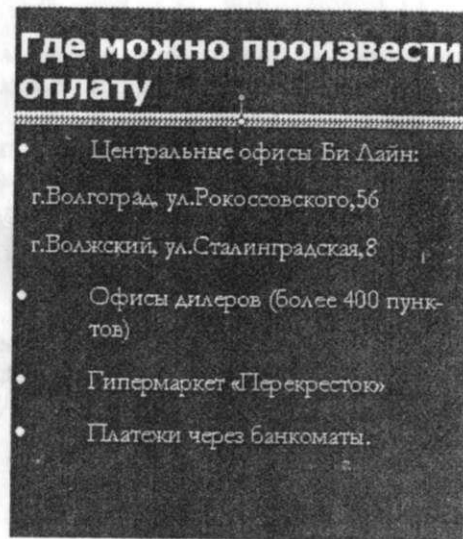 Где можно произвести
оплату
• Центральные офисы Би Лайн:
г.Волгоград, ул.Рокоссовского,56
г.Волжский, ул.Сталинградская,8
• Офисы дилеров (более 400 пунк-
тов)
• Гипермаркет «Перекресток»
• Платежи через банкоматы.